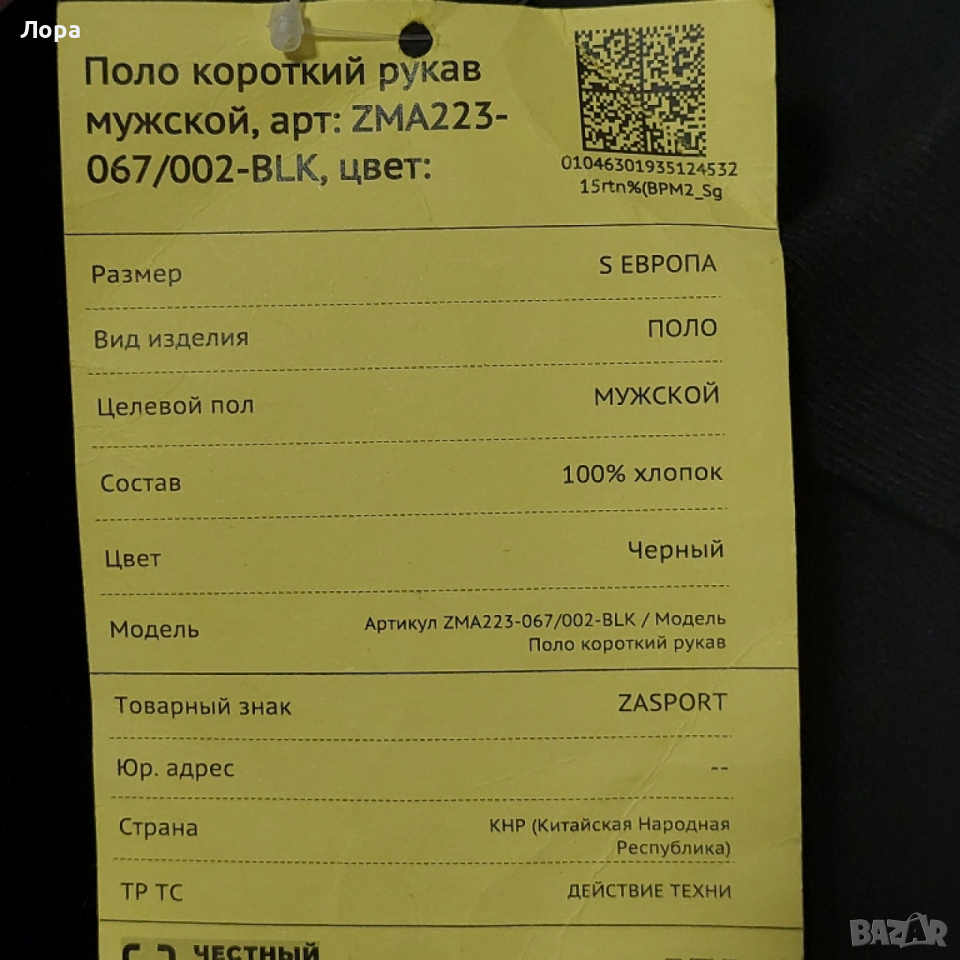 Лора
Поло короткий рукав
мужской, арт: ZMA223-
067/002-BLK, цвет:
01046301935124532
15rtn%(BPM2_Sg
Размер S ЕВРОПА
Вид изделия ПОЛО
Целевой пол МУЖСКОЙ
Состав 100% хлопок
Цвет Черный
Модель Артикул ZMA223-067/002-BLK / Модель
Поло короткий рукав
Товарный знак ZASPORT
Юр. адрес --
Страна КНР (Китайская Народная
Республика)
ТР ТС ДЕЙСТВИЕ ТЕХНИ
ЧЕСТНЫЙ
BAZAR